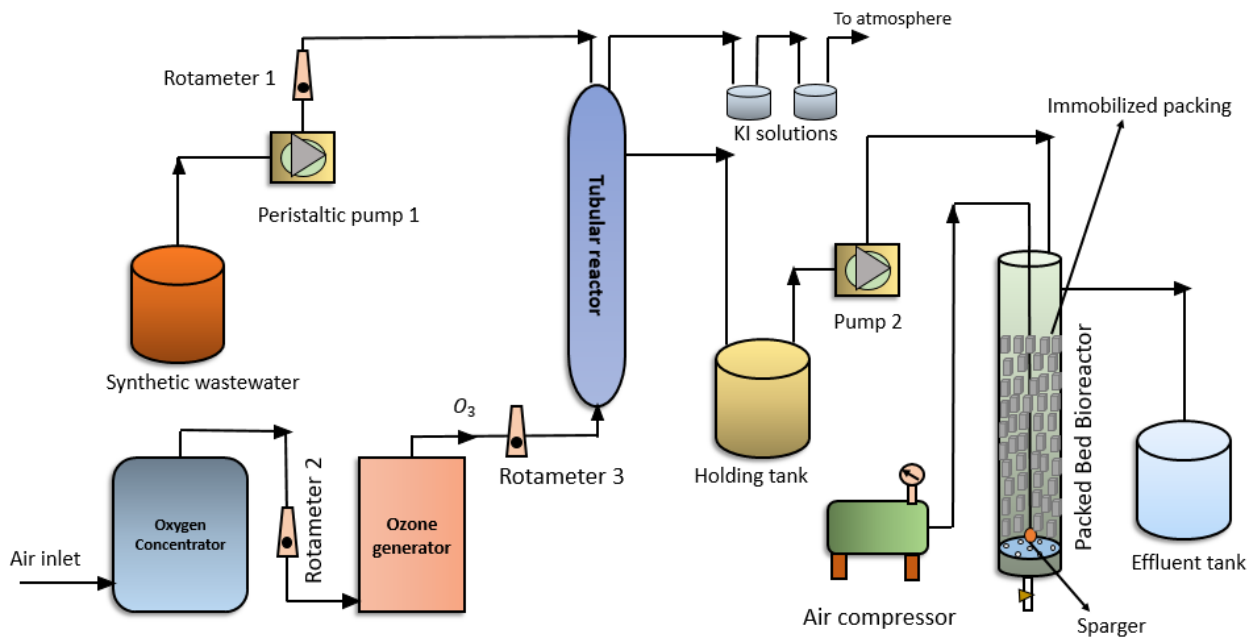 To atmosphere
Rotameter 1
KI solutions
Immobilized packing
Peristaltic pump 1
Tubular reactor
Pump 2
Synthetic wastewater
O3
Rotameter 3
Holding tank
Packed Bed Bioreactor
Rotameter 2
Oxygen
Concentrator
Ozone
generator
Air inlet
Effluent tank
Air compressor
Sparger